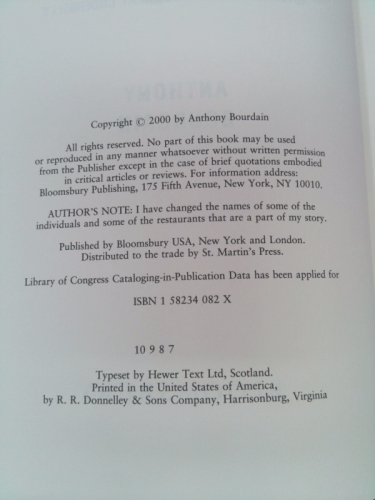 Copyright © 2000 by Anthony Bourdain
All rights reserved. No part of this book may be used
or reproduced in any manner whatsoever without written permission
from the Publisher except in the case of brief quotations embodied
in critical articles or reviews. For information address:
Bloomsbury Publishing, 175 Fifth Avenue, New York, NY 10010.
AUTHOR'S NOTE: I have changed the names of some of the
individuals and some of the restaurants that are a part of my story.
Published by Bloomsbury USA, New York and London.
Distributed to the trade by St. Martin's Press.
Library of Congress Cataloging-in-Publication Data has been applied for
ISBN 1 58234 082 X
10 9 8 7
Typeset by Hewer Text Ltd, Scotland.
Printed in the United States of America,
by R. R. Donnelley & Sons Company, Harrisonburg, Virginia